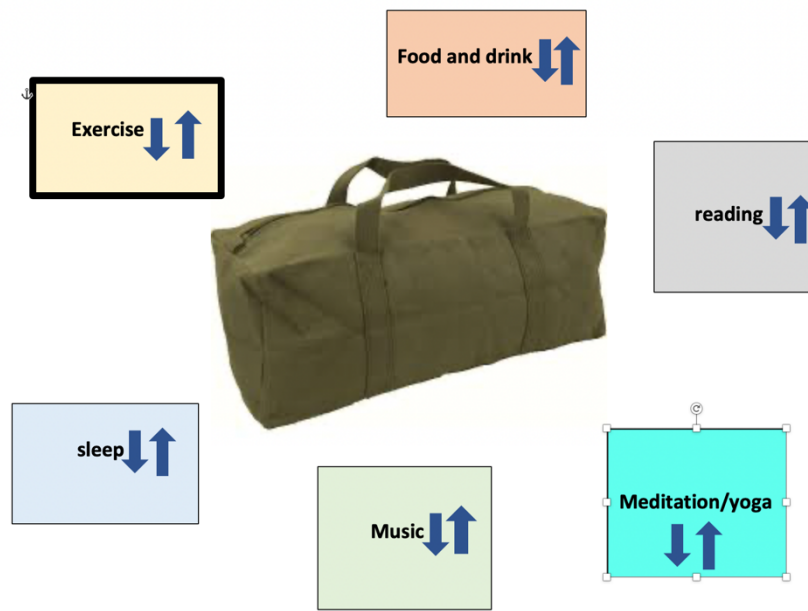 Food and drink
Exercise
reading
sleep
Meditation/yoga
Music